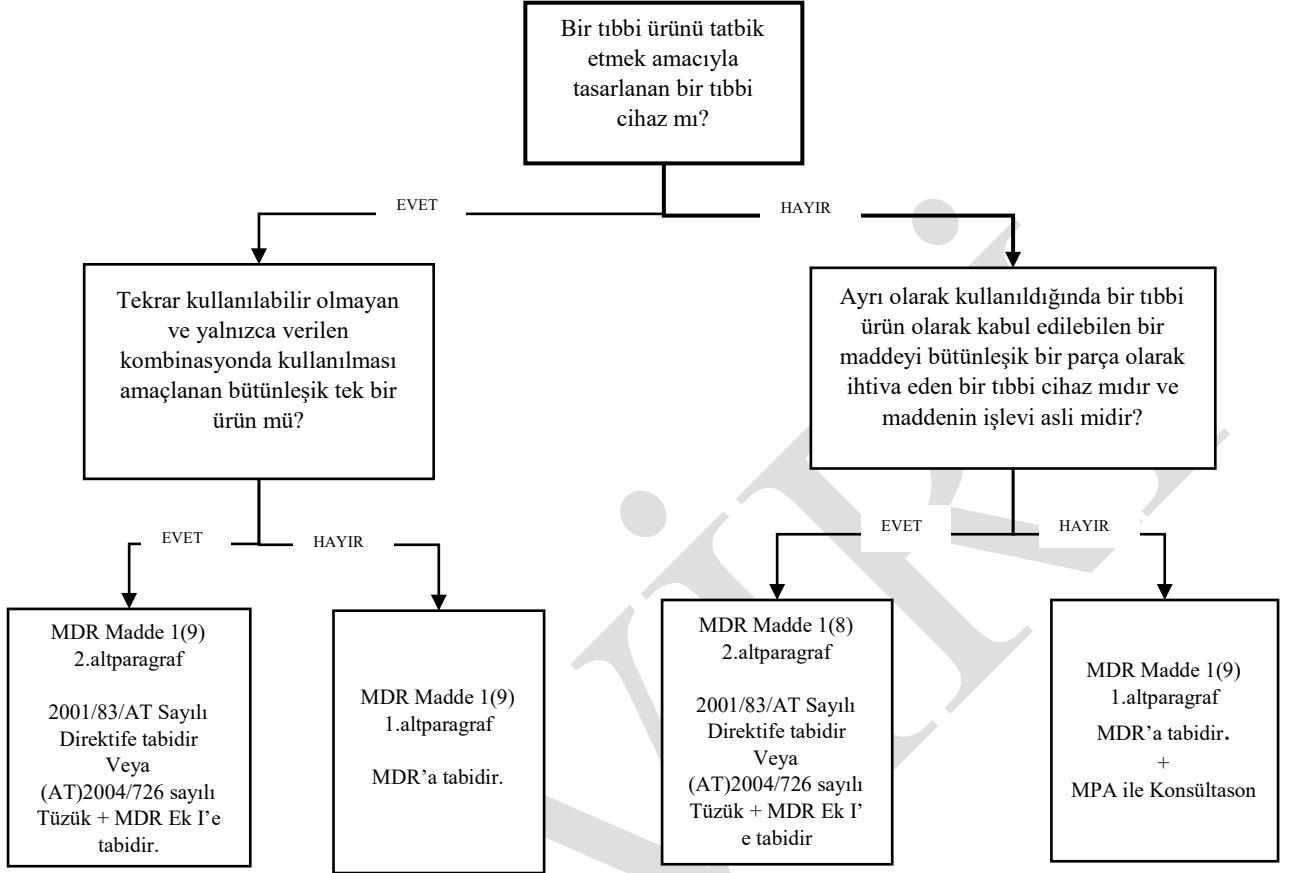 Bir tıbbi ürünü tatbik
etmek amacıyla
tasarlanan bir tıbbi
cihaz mı?
EVET
HAYIR
Tekrar kullanılabilir olmayan
ve yalnızca verilen
kombinasyonda kullanılması
amaçlanan bütünleşik tek bir
ürün mü?
Ayrı olarak kullanıldığında bir tıbbi
ürün olarak kabul edilebilen bir
maddeyi bütünleşik bir parça olarak
ihtiva eden bir tıbbi cihaz mıdır ve
maddenin işlevi asli midir?
EVET
HAYIR
EVET
HAYIR
MDR Madde 1(9)
2.altparagraf
2001/83/AT Sayılı
Direktife tabidir
Veya
(AT)2004/726 sayılı
Tüzük + MDR Ek I’e
tabidir.
MDR Madde 1(9)
1.altparagraf
MDR’a tabidir.
MDR Madde 1(8)
2.altparagraf
2001/83/AT Sayılı
Direktife tabidir
Veya
(AT)2004/726 sayılı
Tüzük + MDR Ek I’
e tabidir
MDR Madde 1(9)
1.altparagraf
MDR’a tabidir.
+
MPA ile Konsültason